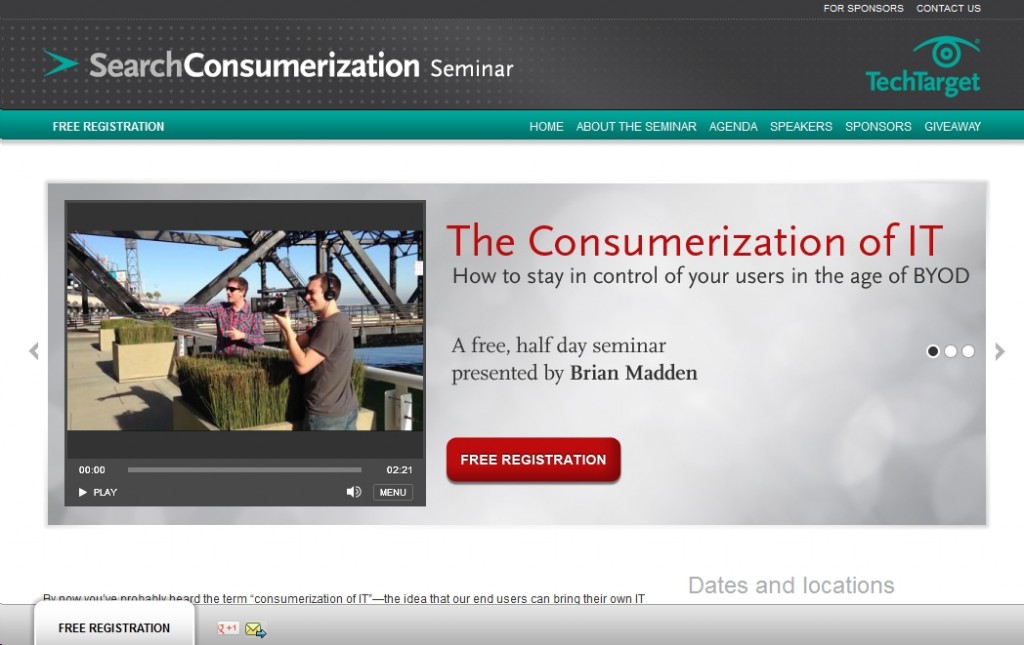 FOR SPONSORS CONTACT US
SearchConsumerization Seminar
TechTarget
FREE REGISTRATION HOME ABOUT THE SEMINAR AGENDA SPEAKERS SPONSORS GIVEAWAY
The Consumerization of IT
How to stay in control of your users in the age of BYOD
A free, half day seminar
presented by Brian Madden
FREE REGISTRATION
00:00 02:21
PLAY MENU
Dates and locations
By now you've probably heard the term “consumerization of IT”—the idea that our end users can bring their own IT
FREE REGISTRATION
+1